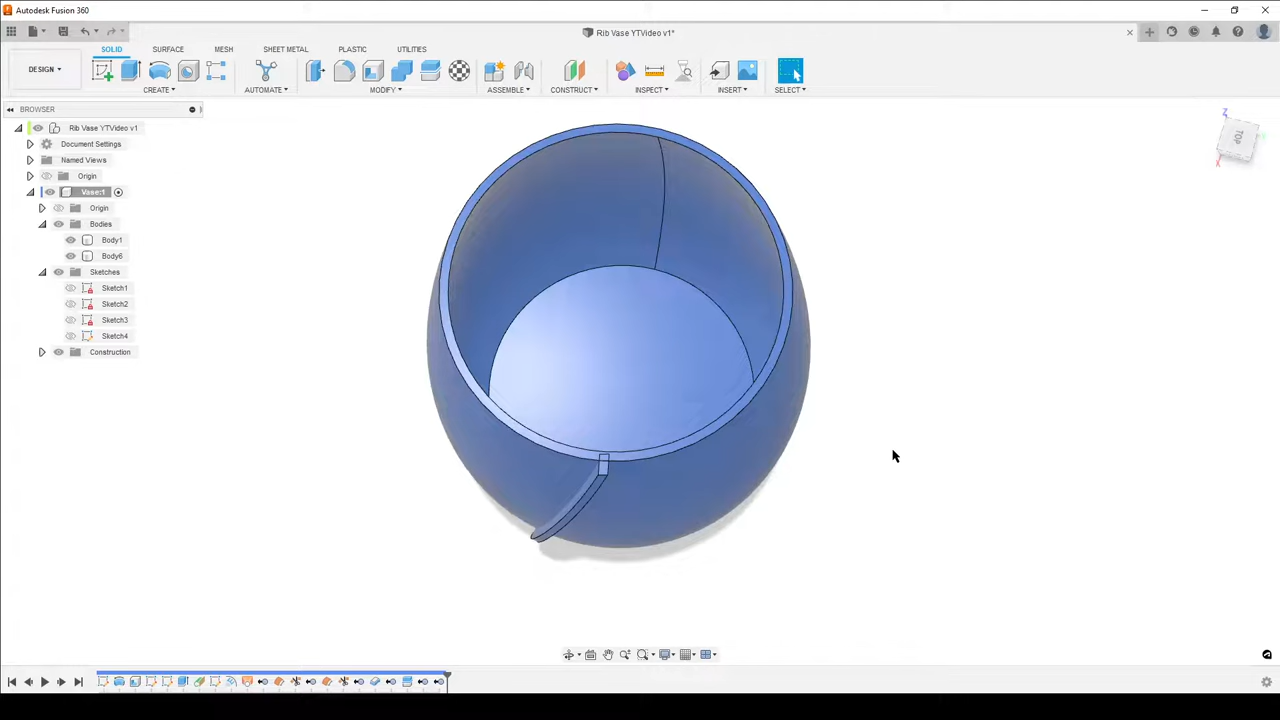 Autodesk Fusion 360
Rib Vase YTVideo v1*
SOLID SURFACE MESH SHEET METAL PLASTIC UTILITIES
DESIGN
CREATE AUTOMATE MODIFY ASSEMBLE CONSTRUCT INSPECT INSERT SELECT
BROWSER
Rib Vase YTVideo v1
Document Settings
Named Views
Origin
Vase:1
Origin
Bodies
Body1
Body6
Sketches
Sketch1
Sketch2
Sketch3
Sketch4
Construction
Z
TOP
X